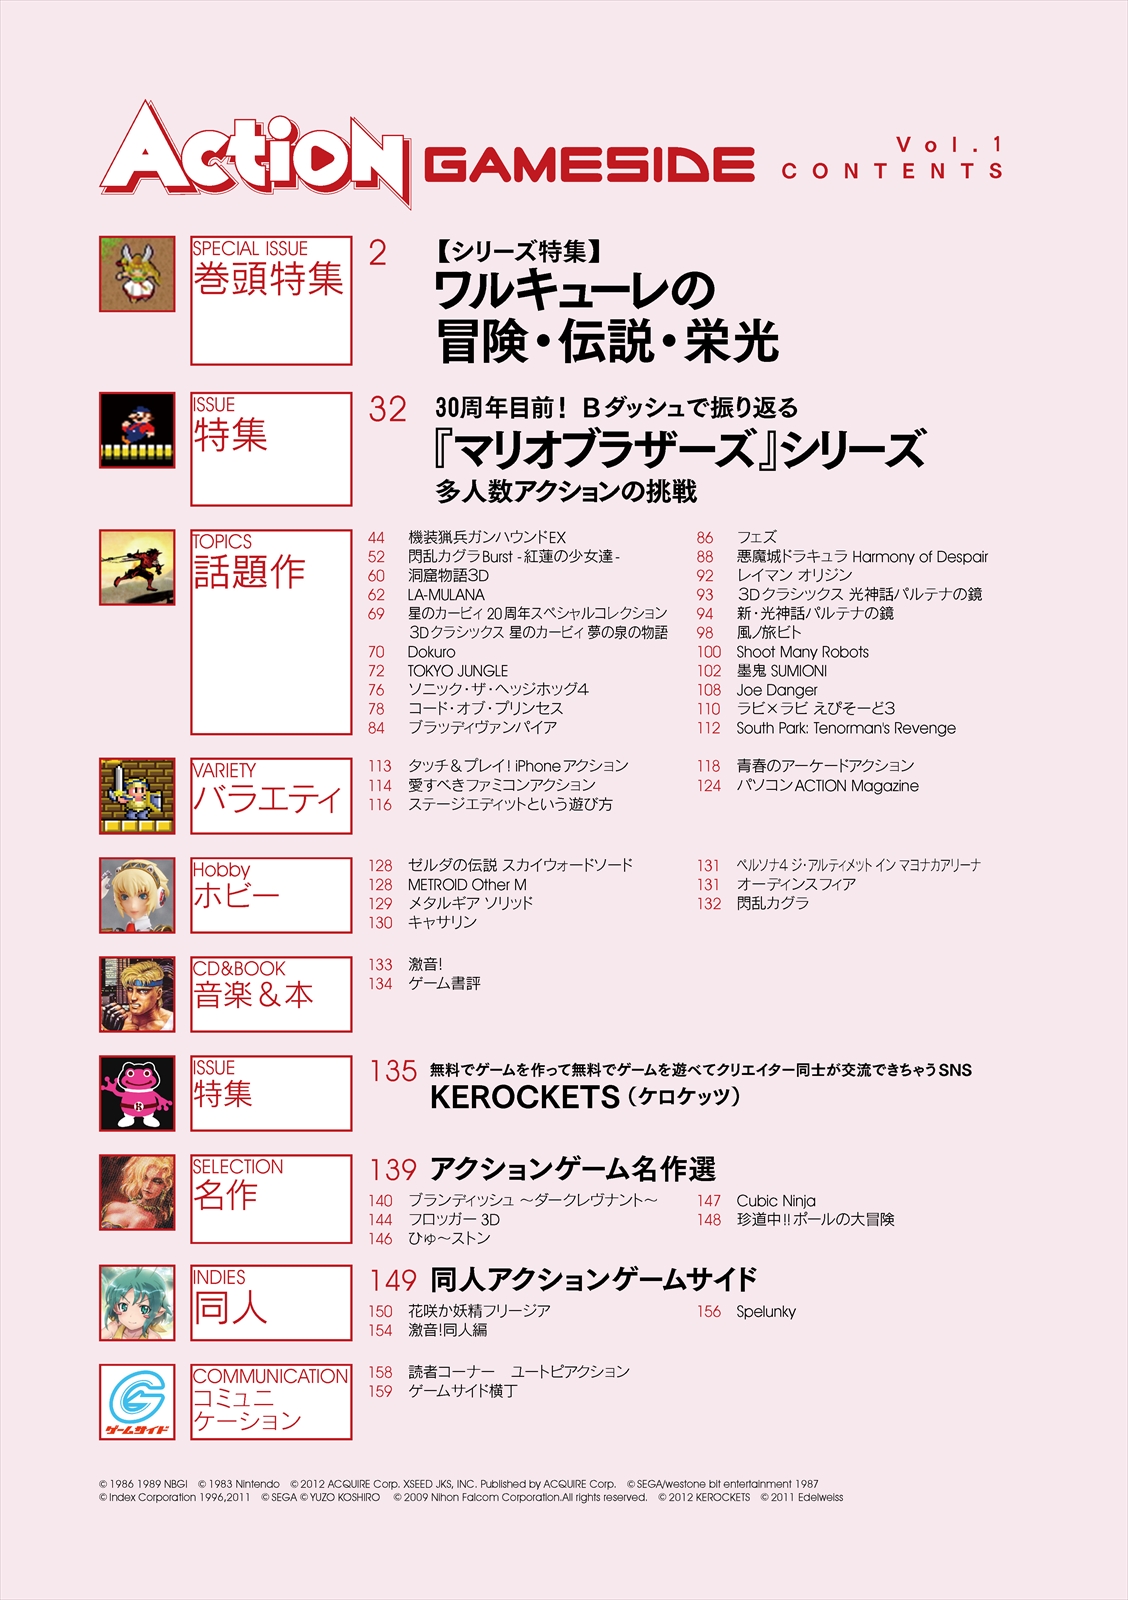 Action GAMESIDE
Vol.1
CONTENTS
SPECIAL ISSUE
巻頭特集
2
【シリーズ特集】
ワルキューレの
冒険・伝説・栄光
ISSUE
特集
32
30周年目前！ Bダッシュで振り返る
『マリオブラザーズ』シリーズ
多人数アクションの挑戦
TOPICS
話題作
44 機装猟兵ガンハウンドEX
52 閃乱カグラ Burst -紅蓮の少女達-
60 洞窟物語3D
62 LA-MULANA
69 星のカービィ 20周年スペシャルコレクション
3Dクラシックス 星のカービィ 夢の泉の物語
70 Dokuro
72 TOKYO JUNGLE
76 ソニック・ザ・ヘッジホッグ4
78 コード・オブ・プリンセス
84 ブラッディヴァンパイア
86 フェズ
88 悪魔城ドラキュラ Harmony of Despair
92 レイマン オリジン
93 3Dクラシックス 光神話パルテナの鏡
94 新・光神話パルテナの鏡
98 風ノ旅ビト
100 Shoot Many Robots
102 墨鬼 SUMIONI
108 Joe Danger
110 ラビ×ラビ えぴそーど3
112 South Park: Tenorman's Revenge
VARIETY
バラエティ
113 タッチ＆プレイ！iPhoneアクション
114 愛すべきファミコンアクション
116 ステージエディットという遊び方
118 青春のアーケードアクション
124 パソコンACTION Magazine
Hobby
ホビー
128 ゼルダの伝説 スカイウォードソード
128 METROID Other M
129 メタルギア ソリッド
130 キャサリン
131 ペルソナ4 ジ・アルティメット イン マヨナカアリーナ
131 オーディンスフィア
132 閃乱カグラ
CD&BOOK
音楽＆本
133 激音！
134 ゲーム書評
ISSUE
特集
135 無料でゲームを作って無料でゲームを遊べてクリエイター同士が交流できちゃうSNS
KEROCKETS（ケロケッツ）
SELECTION
名作
139 アクションゲーム名作選
140 ブランディッシュ 〜ダークレヴナント〜
144 フロッガー 3D
146 ひゅ〜ストン
147 Cubic Ninja
148 珍道中!!ポールの大冒険
INDIES
同人
149 同人アクションゲームサイド
150 花咲か妖精フリージア
154 激音!同人編
156 Spelunky
ゲームサイド
COMMUNICATION
コミュニ
ケーション
158 読者コーナー　ユートピアクション
159 ゲームサイド横丁
© 1986 1989 NBGI © 1983 Nintendo © 2012 ACQUIRE Corp. XSEED JKS, INC. Published by ACQUIRE Corp. © SEGA/westone bit entertainment 1987
© Index Corporation 1996,2011 © SEGA © YUZO KOSHIRO © 2009 Nihon Falcom Corporation.All rights reserved. © 2012 KEROCKETS © 2011 Edelweiss